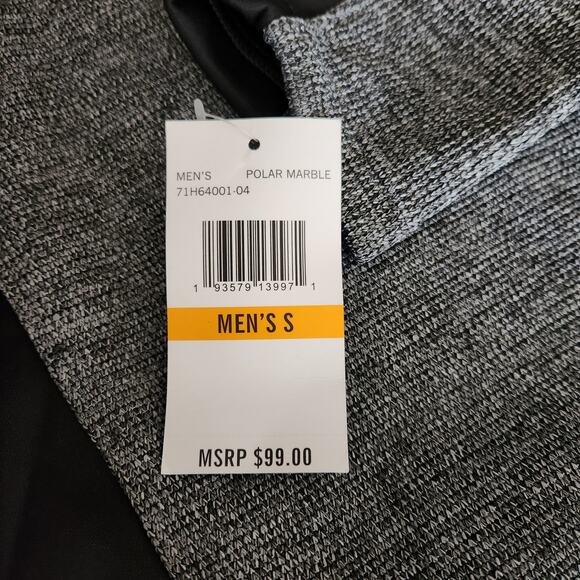 MEN'S POLAR MARBLE
71H64001-04
1 93579 13997 1
MEN'S S
MSRP $99.00